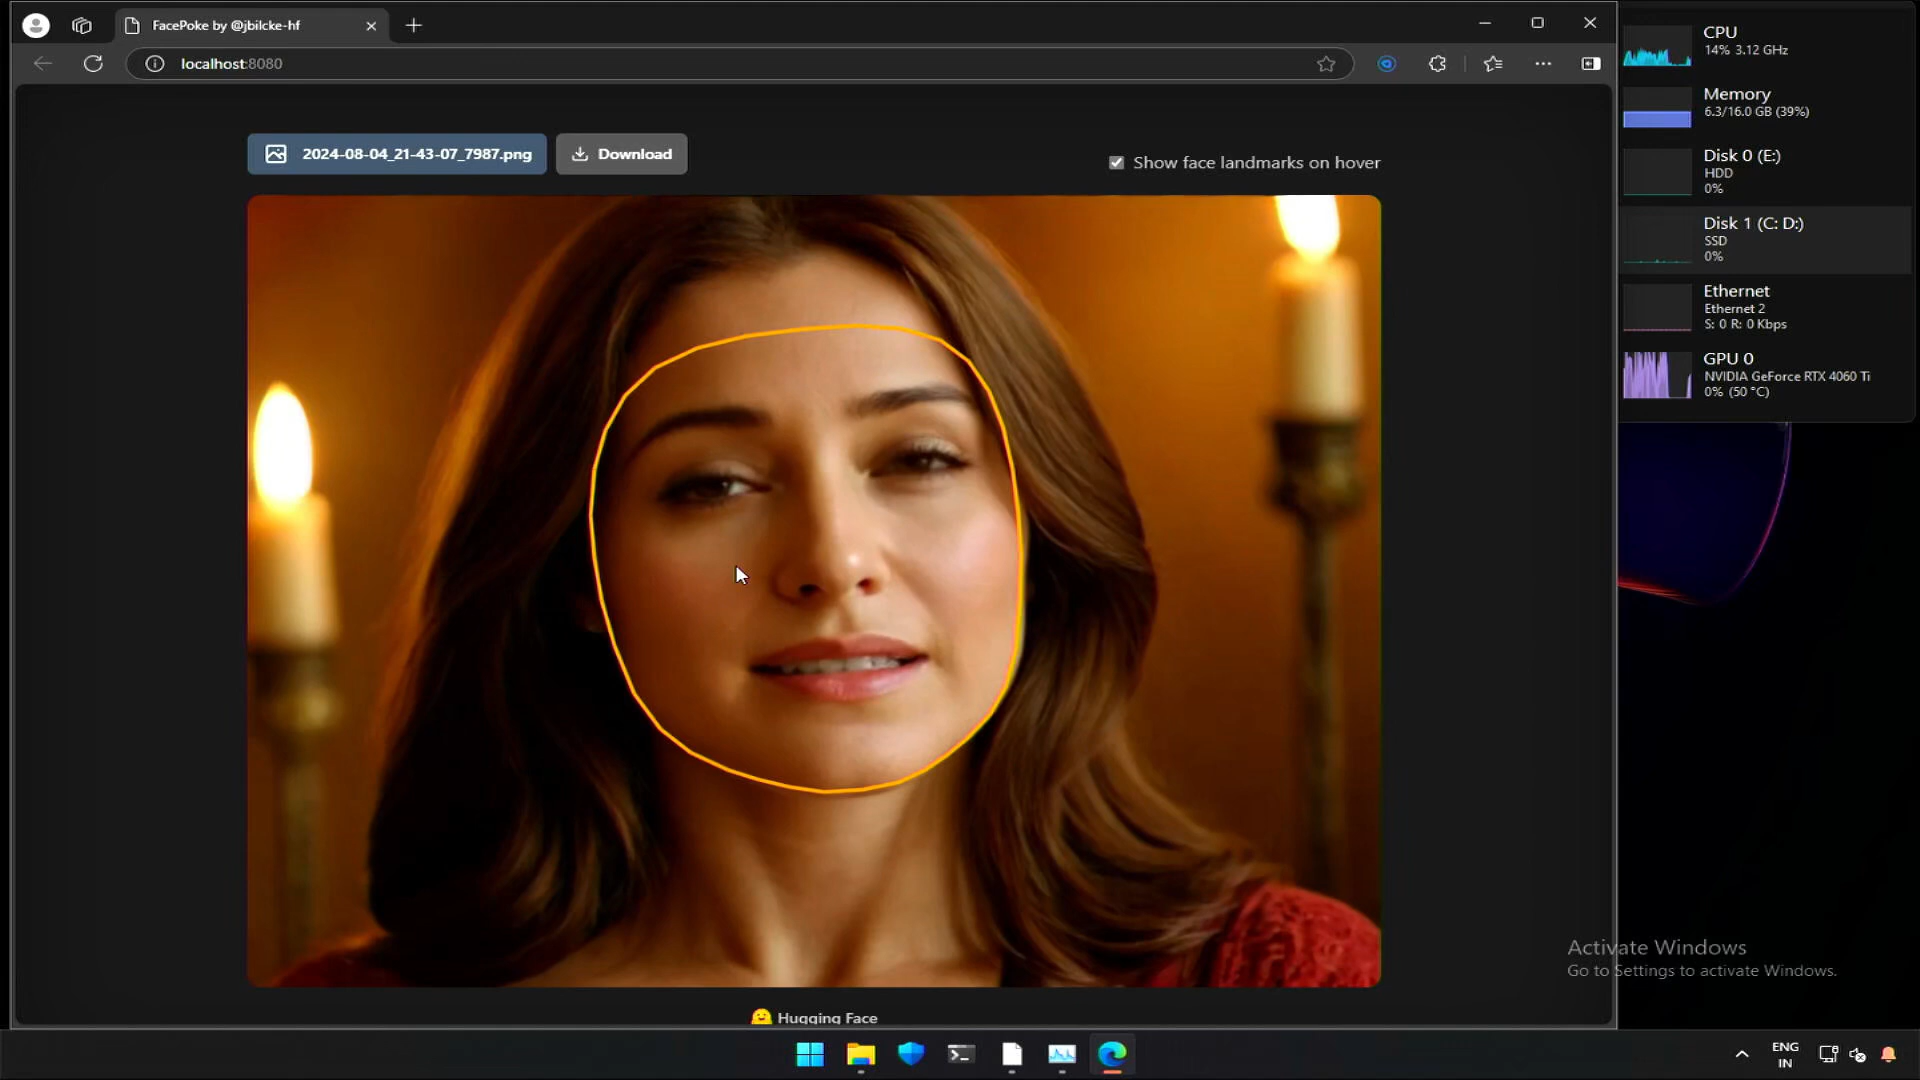 FacePoke by @jbilcke-hf
localhost:8080
2024-08-04_21-43-07_7987.png
Download
Show face landmarks on hover
Hugging Face
CPU
14% 3.12 GHz
Memory
6.3/16.0 GB (39%)
Disk 0 (E:)
HDD
0%
Disk 1 (C: D:)
SSD
0%
Ethernet
Ethernet 2
S: 0 R: 0 Kbps
GPU 0
NVIDIA GeForce RTX 4060 Ti
0% (50 °C)
Activate Windows
Go to Settings to activate Windows.
ENG
IN